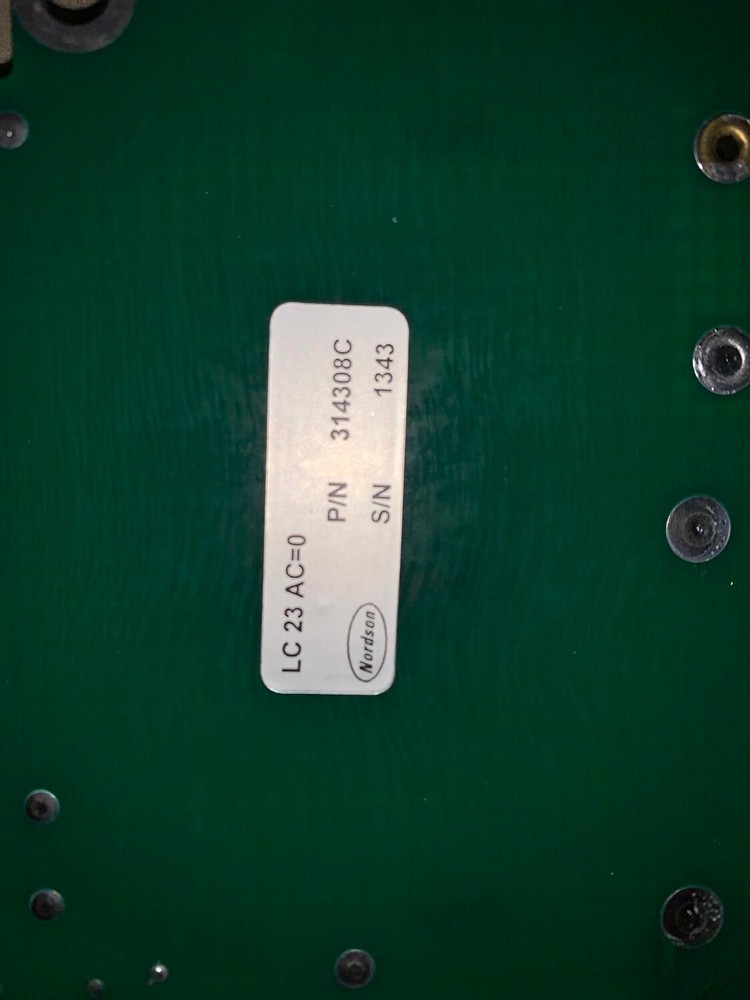 LC 23 AC=0
P/N 314308C
S/N 1343
Nordson